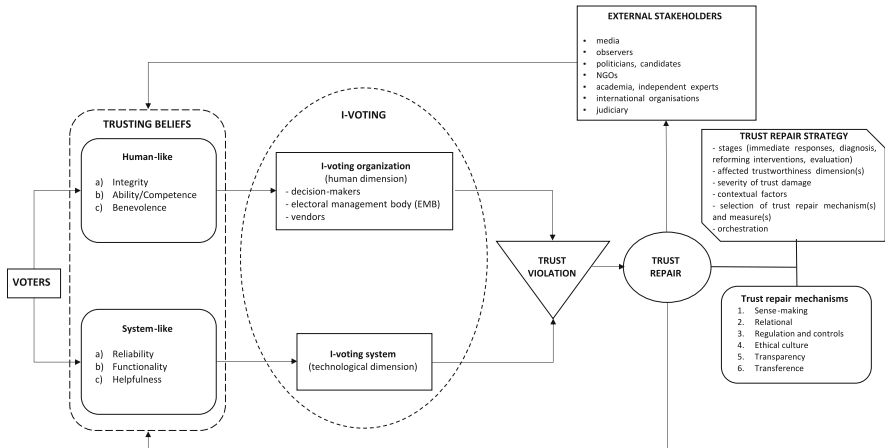 EXTERNAL STAKEHOLDERS
• media
• observers
• politicians, candidates
• NGOs
• academia, independent experts
• international organisations
• judiciary
TRUSTING BELIEFS
Human-like
a) Integrity
b) Ability/Competence
c) Benevolence
I-VOTING
I-voting organization
(human dimension)
- decision-makers
- electoral management body (EMB)
- vendors
TRUST REPAIR STRATEGY
- stages (immediate responses, diagnosis,
reforming interventions, evaluation)
- affected trustworthiness dimension(s)
- severity of trust damage
- contextual factors
- selection of trust repair mechanism(s)
and measure(s)
- orchestration
VOTERS
TRUST
VIOLATION
TRUST
REPAIR
System-like
a) Reliability
b) Functionality
c) Helpfulness
I-voting system
(technological dimension)
Trust repair mechanisms
1. Sense-making
2. Relational
3. Regulation and controls
4. Ethical culture
5. Transparency
6. Transference